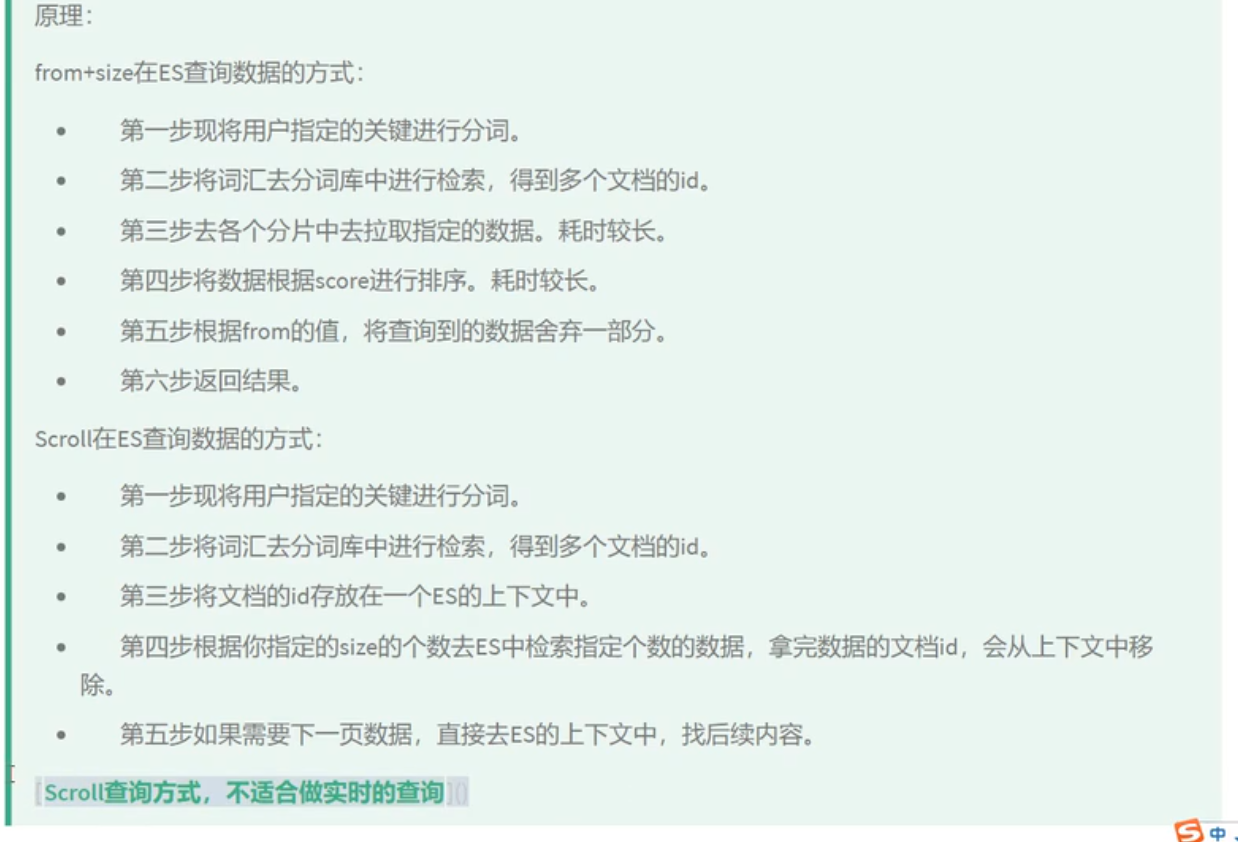 原理：
from+size在ES查询数据的方式：
第一步现将用户指定的关键进行分词。
第二步将词汇去分词库中进行检索，得到多个文档的id。
第三步去各个分片中去拉取指定的数据。耗时较长。
第四步将数据根据score进行排序。耗时较长。
第五步根据from的值，将查询到的数据舍弃一部分。
第六步返回结果。
Scroll在ES查询数据的方式：
第一步现将用户指定的关键进行分词。
第二步将词汇去分词库中进行检索，得到多个文档的id。
第三步将文档的id存放在一个ES的上下文中。
第四步根据你指定的size的个数去ES中检索指定个数的数据，拿完数据的文档id，会从上下文中移
除。
第五步如果需要下一页数据，直接去ES的上下文中，找后续内容。
[Scroll查询方式，不适合做实时的查询]()
S 中